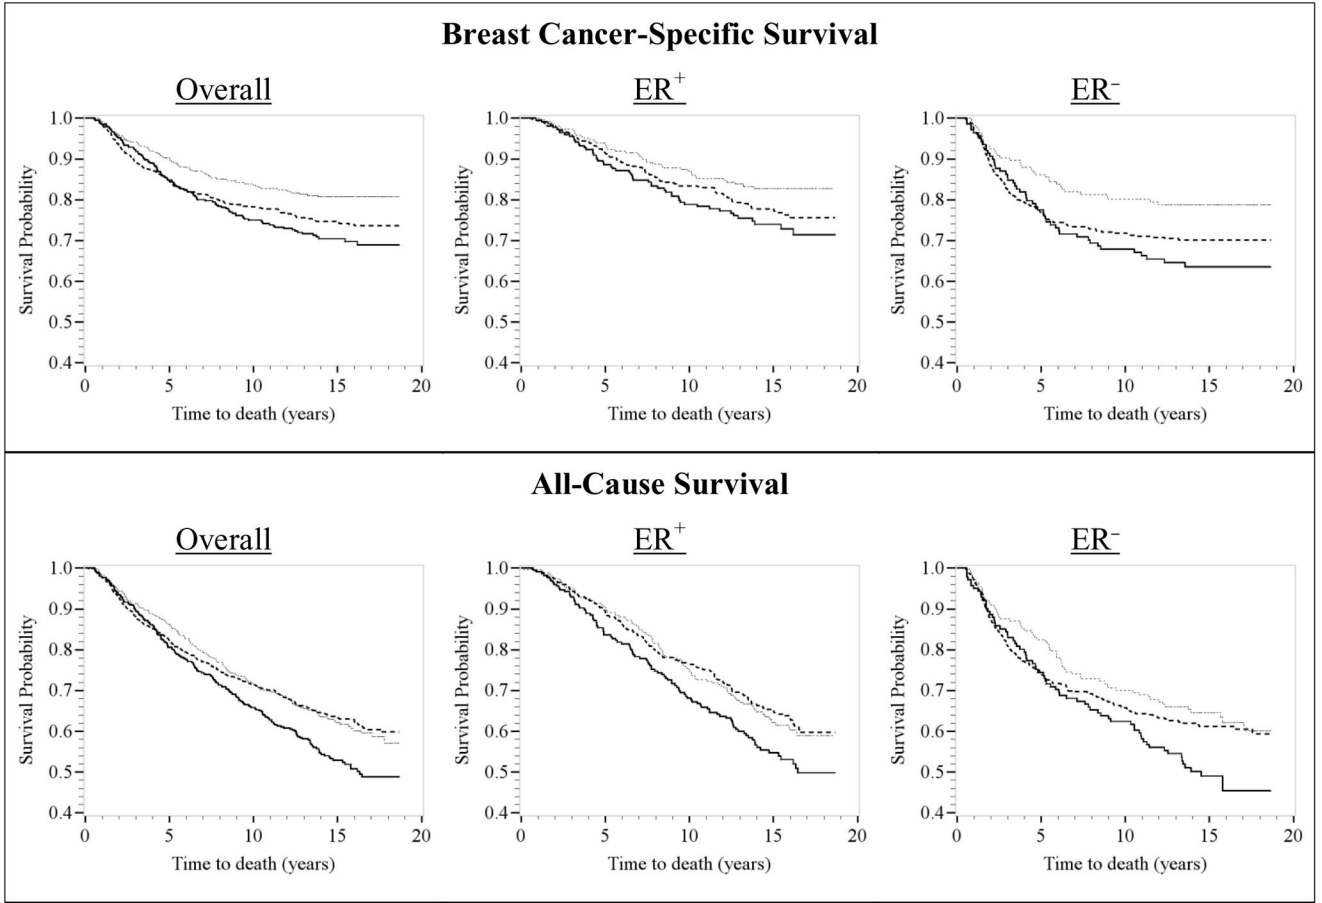 Breast Cancer-Specific Survival
Overall
ER+
ER–
Survival Probability
1.0
0.9
0.8
0.7
0.6
0.5
0.4
0 5 10 15 20
Time to death (years)
Survival Probability
1.0
0.9
0.8
0.7
0.6
0.5
0.4
0 5 10 15 20
Time to death (years)
Survival Probability
1.0
0.9
0.8
0.7
0.6
0.5
0.4
0 5 10 15 20
Time to death (years)
All-Cause Survival
Overall
ER+
ER–
Survival Probability
1.0
0.9
0.8
0.7
0.6
0.5
0.4
0 5 10 15 20
Time to death (years)
Survival Probability
1.0
0.9
0.8
0.7
0.6
0.5
0.4
0 5 10 15 20
Time to death (years)
Survival Probability
1.0
0.9
0.8
0.7
0.6
0.5
0.4
0 5 10 15 20
Time to death (years)